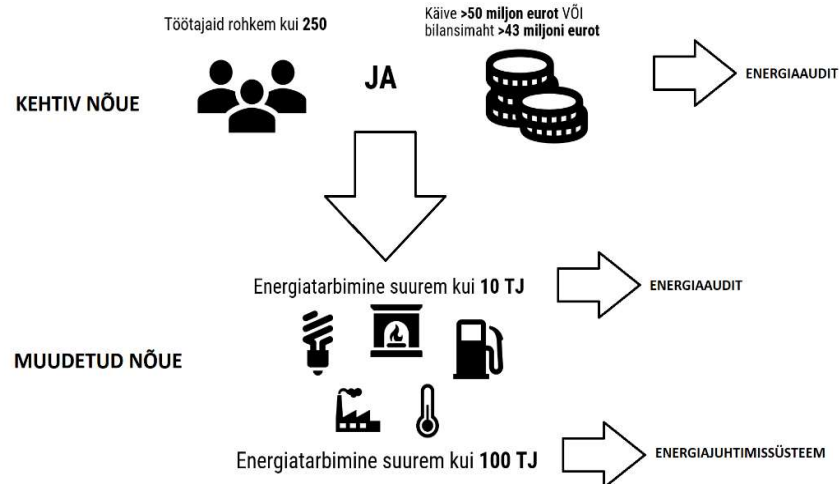 Töötajaid rohkem kui 250
Käive >50 miljon eurot VÕI
bilansimaht >43 miljoni eurot
JA
ENERGIAAUDIT
KEHTIV NÕUE
Energiatarbimine suurem kui 10 TJ
ENERGIAAUDIT
MUUDETUD NÕUE
Energiatarbimine suurem kui 100 TJ
ENERGIAJUHTIMISSÜSTEEM